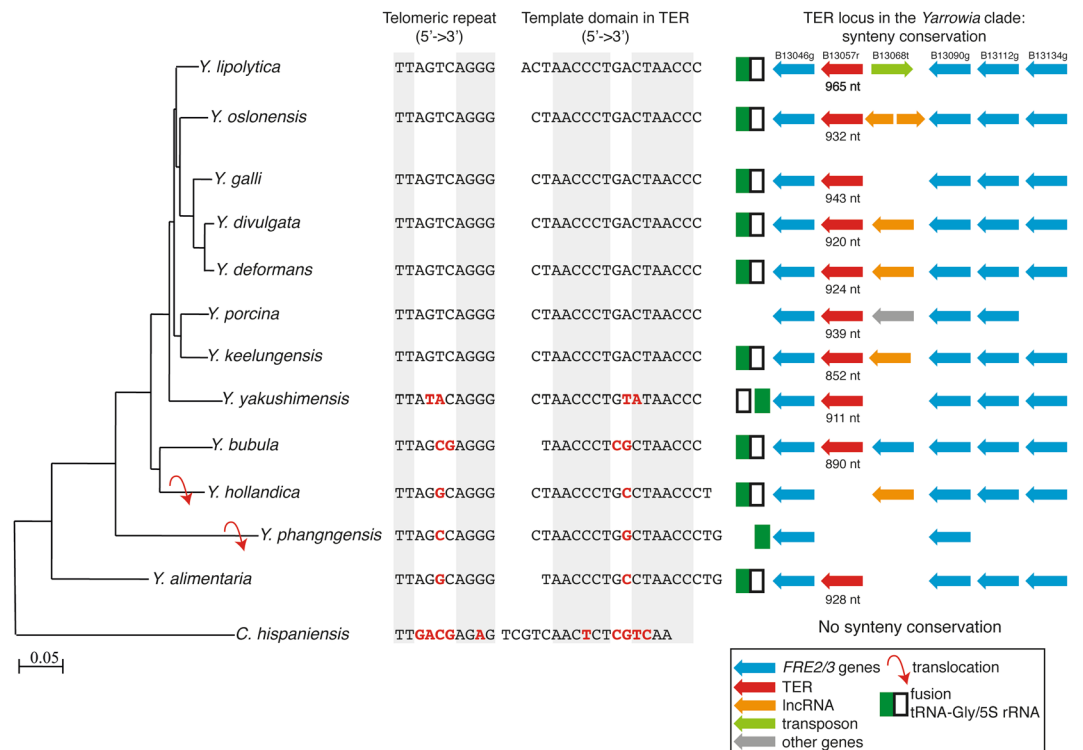 Telomeric repeat
(5’->3’)
Template domain in TER
(5’->3’)
TER locus in the Yarrowia clade:
synteny conservation
B13046g B13057r B13068t B13090g B13112g B13134g
Y. lipolytica TTAGTCAGGG ACTAACCCTGACTAACCC
965 nt
Y. oslonensis TTAGTCAGGG CTAACCCTGACTAACCC
932 nt
Y. galli TTAGTCAGGG CTAACCCTGACTAACCC
943 nt
Y. divulgata TTAGTCAGGG CTAACCCTGACTAACCC
920 nt
Y. deformans TTAGTCAGGG CTAACCCTGACTAACCC
924 nt
Y. porcina TTAGTCAGGG CTAACCCTGACTAACCC
939 nt
Y. keelungensis TTAGTCAGGG CTAACCCTGACTAACCC
852 nt
Y. yakushimensis TTATACAGGG CTAACCCTGTATAACCC
911 nt
Y. bubula TTAGCGAGGG TAACCCTCGCTAACCC
890 nt
Y. hollandica TTAGGCAGGG CTAACCCTGCCTAACCCT
Y. phangngensis TTAGCCAGGG CTAACCCTGGCTAACCCTG
Y. alimentaria TTAGGCAGGG TAACCCTGCCTAACCCTG
928 nt
C. hispaniensis TTGACGAGAG TCGTCAACTCTCGTCAA
No synteny conservation
0.05
FRE2/3 genes
TER
lncRNA
transposon
other genes
translocation
fusion
tRNA-Gly/5S rRNA